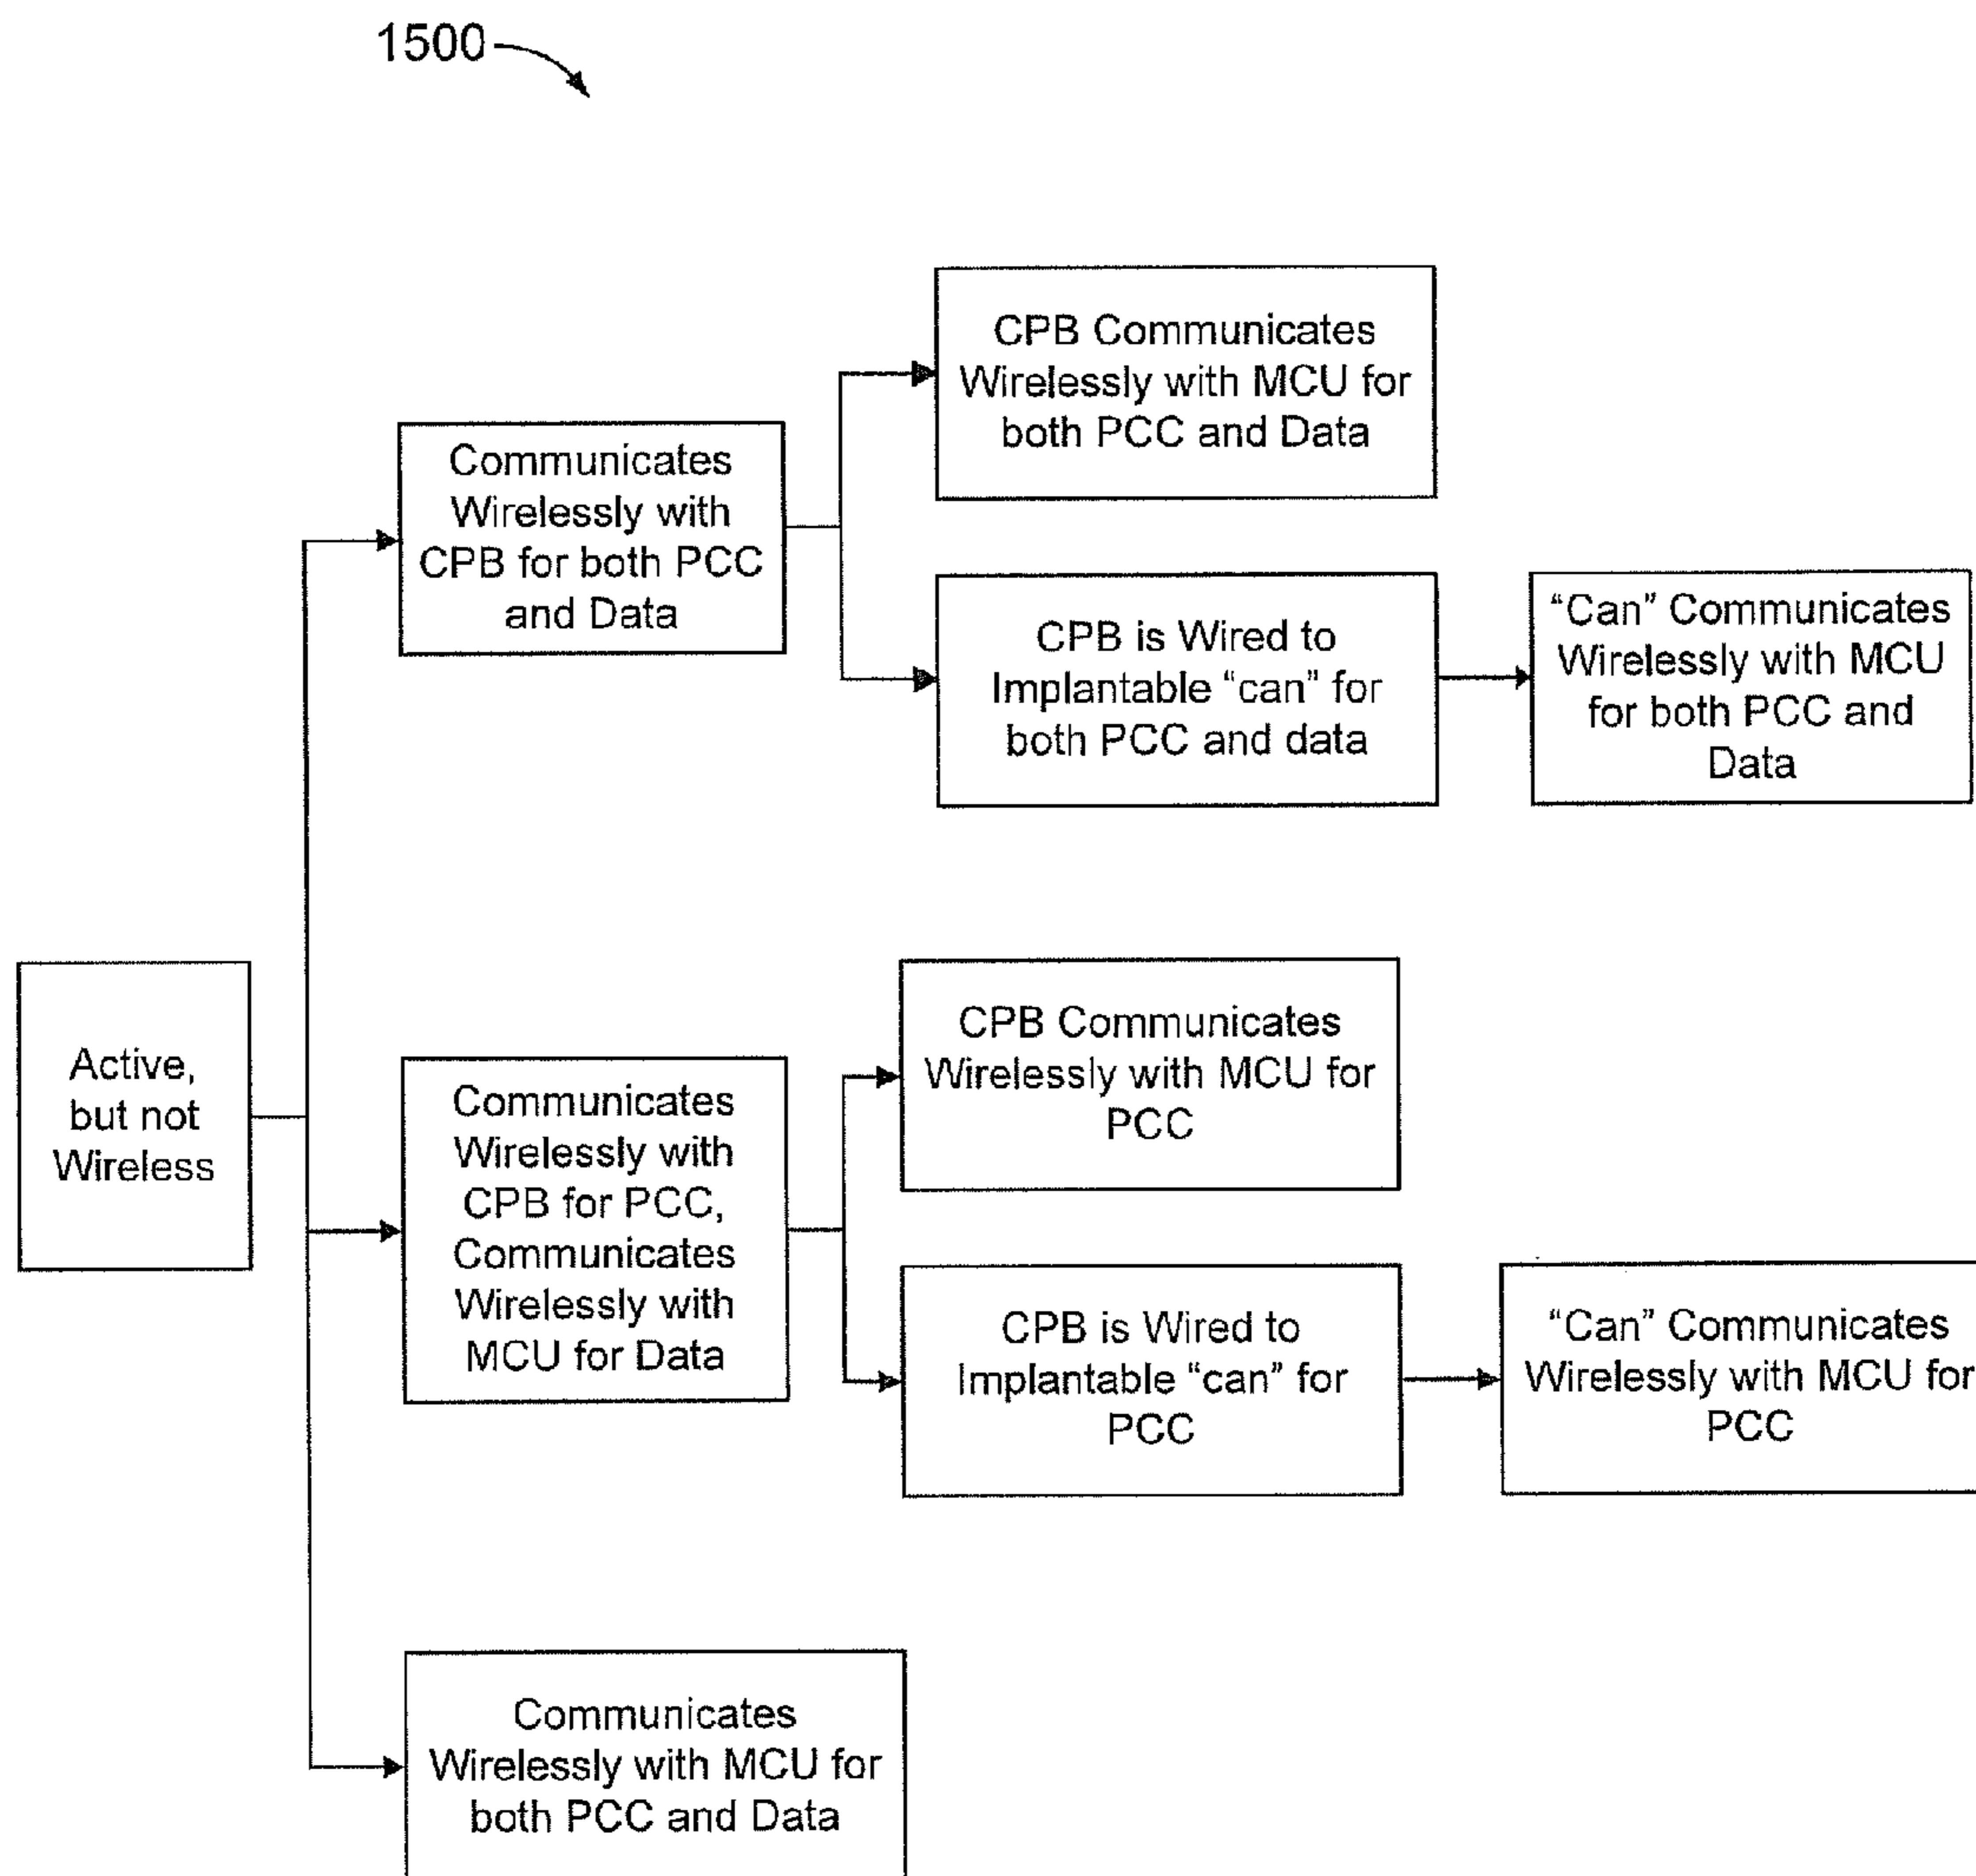 1500
CPB Communicates
Wirelessly with MCU for
both PCC and Data
Communicates
Wirelessly with
CPB for both PCC
and Data
CPB is Wired to
Implantable “can” for
both PCC and data
“Can” Communicates
Wirelessly with MCU
for both PCC and
Data
Active,
but not
Wireless
Communicates
Wirelessly with
CPB for PCC,
Communicates
Wirelessly with
MCU for Data
CPB Communicates
Wirelessly with MCU for
PCC
CPB is Wired to
Implantable “can” for
PCC
“Can” Communicates
Wirelessly with MCU for
PCC
Communicates
Wirelessly with MCU for
both PCC and Data